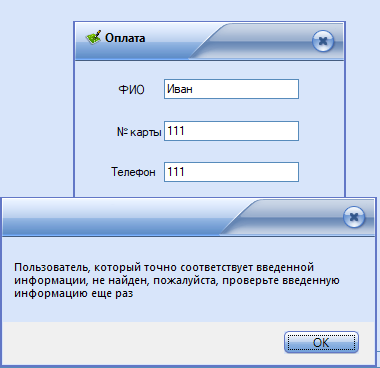 Оплата
ФИО
Иван
№ карты
111
Телефон
111
Пользователь, который точно соответствует введенной
информации, не найден, пожалуйста, проверьте введенную
информацию еще раз
OK